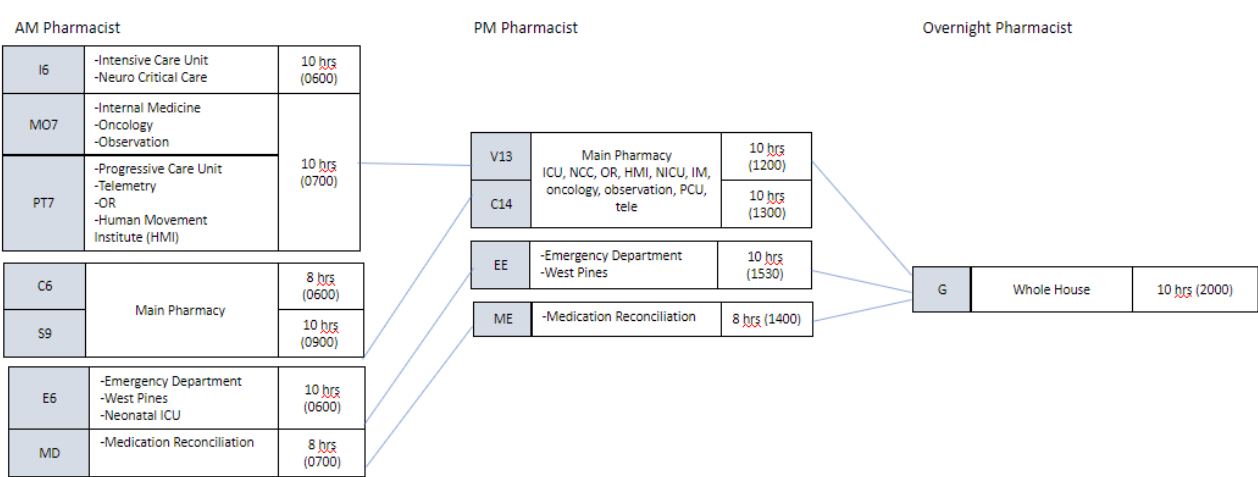 AM Pharmacist
PM Pharmacist
Overnight Pharmacist
I6
-Intensive Care Unit
-Neuro Critical Care
10 hrs
(0600)
MO7
-Internal Medicine
-Oncology
-Observation
10 hrs
(0700)
PT7
-Progressive Care Unit
-Telemetry
-OR
-Human Movement
Institute (HMI)
C6
Main Pharmacy
8 hrs
(0600)
S9
10 hrs
(0900)
E6
-Emergency Department
-West Pines
-Neonatal ICU
10 hrs
(0600)
MD
-Medication Reconciliation
8 hrs
(0700)
V13
Main Pharmacy
ICU, NCC, OR, HMI, NICU, IM,
oncology, observation, PCU,
tele
10 hrs
(1200)
C14
10 hrs
(1300)
EE
-Emergency Department
-West Pines
10 hrs
(1530)
ME
-Medication Reconciliation
8 hrs (1400)
G
Whole House
10 hrs (2000)